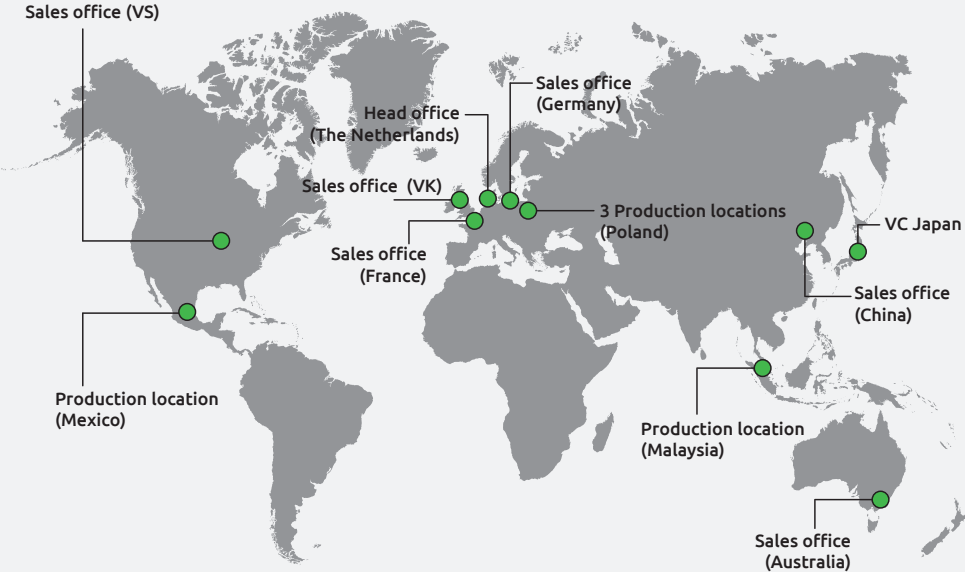 Sales office (VS)
Sales office
(Germany)
Head office
(The Netherlands)
Sales office  (VK)
3 Production locations
(Poland)
VC Japan
Sales office
(France)
Sales office
(China)
Production location
(Mexico)
Production location
(Malaysia)
Sales office
(Australia)